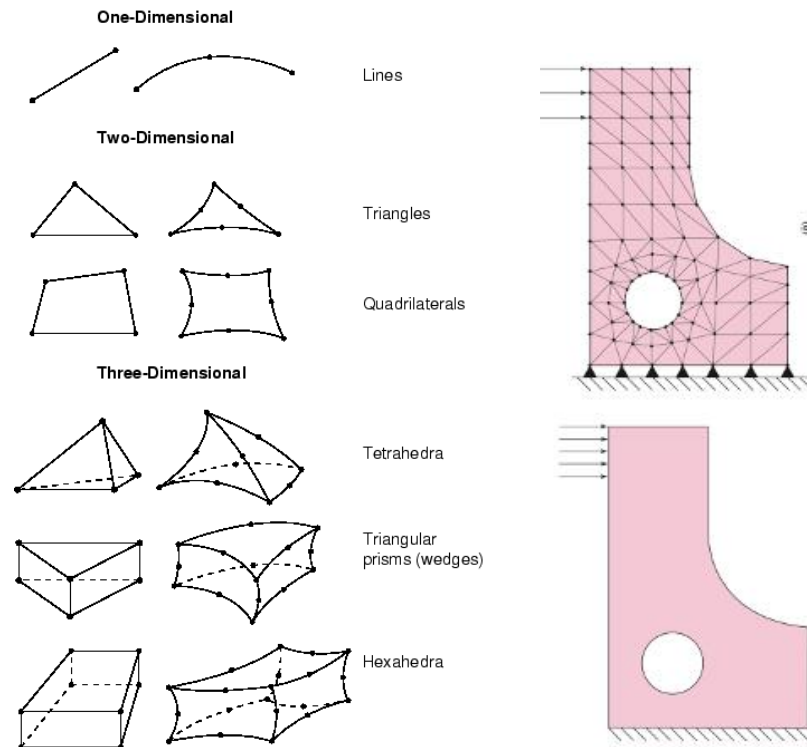 One-Dimensional
Lines
Two-Dimensional
Triangles
Quadrilaterals
Three-Dimensional
Tetrahedra
Triangular
prisms (wedges)
Hexahedra